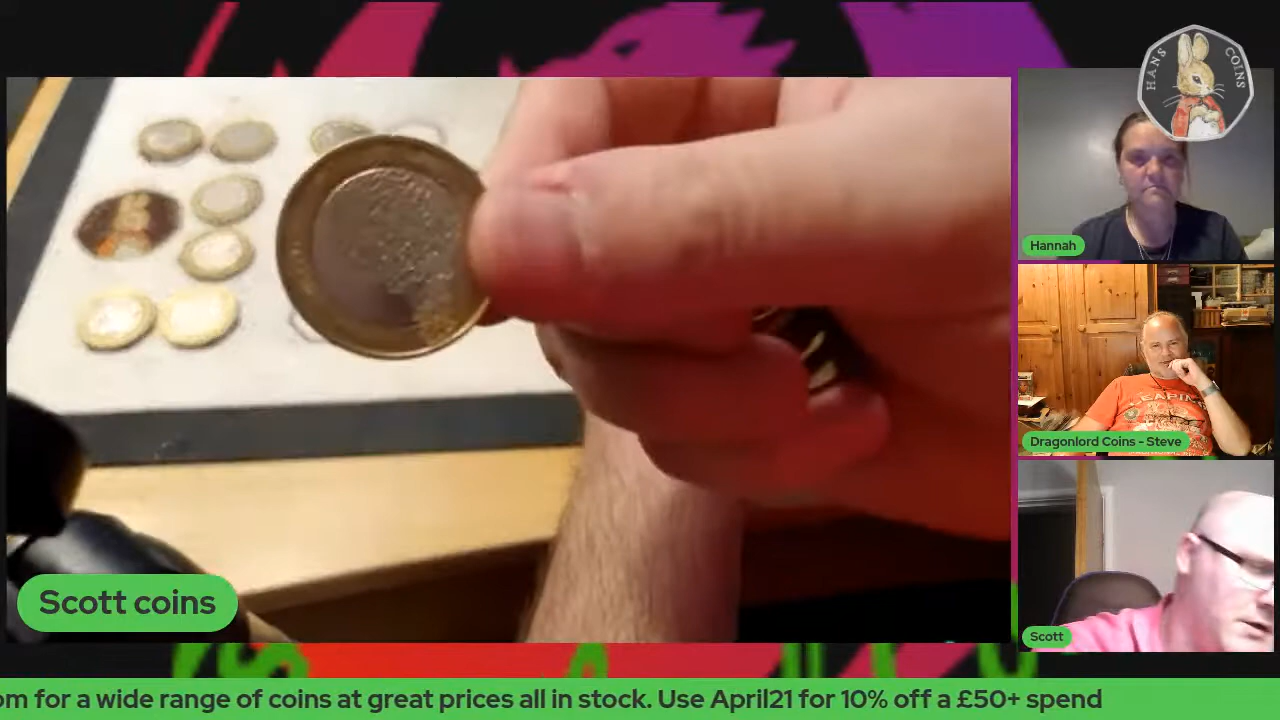 HANS COINS
Hannah
LEAPIN
Dragonlord Coins - Steve
Scott coins
Scott
om for a wide range of coins at great prices all in stock. Use April21 for 10% off a £50+ spend